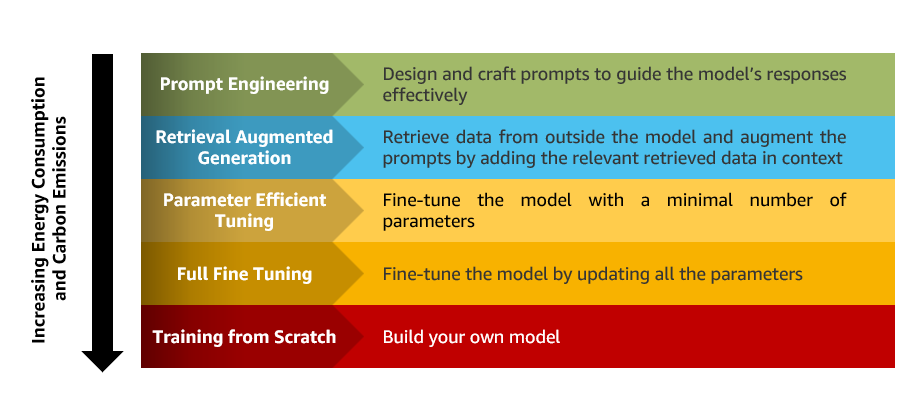 Increasing Energy Consumption
and Carbon Emissions
Prompt Engineering
Design and craft prompts to guide the model’s responses
effectively
Retrieval Augmented
Generation
Retrieve data from outside the model and augment the
prompts by adding the relevant retrieved data in context
Parameter Efficient
Tuning
Fine-tune the model with a minimal number of
parameters
Full Fine Tuning
Fine-tune the model by updating all the parameters
Training from Scratch
Build your own model